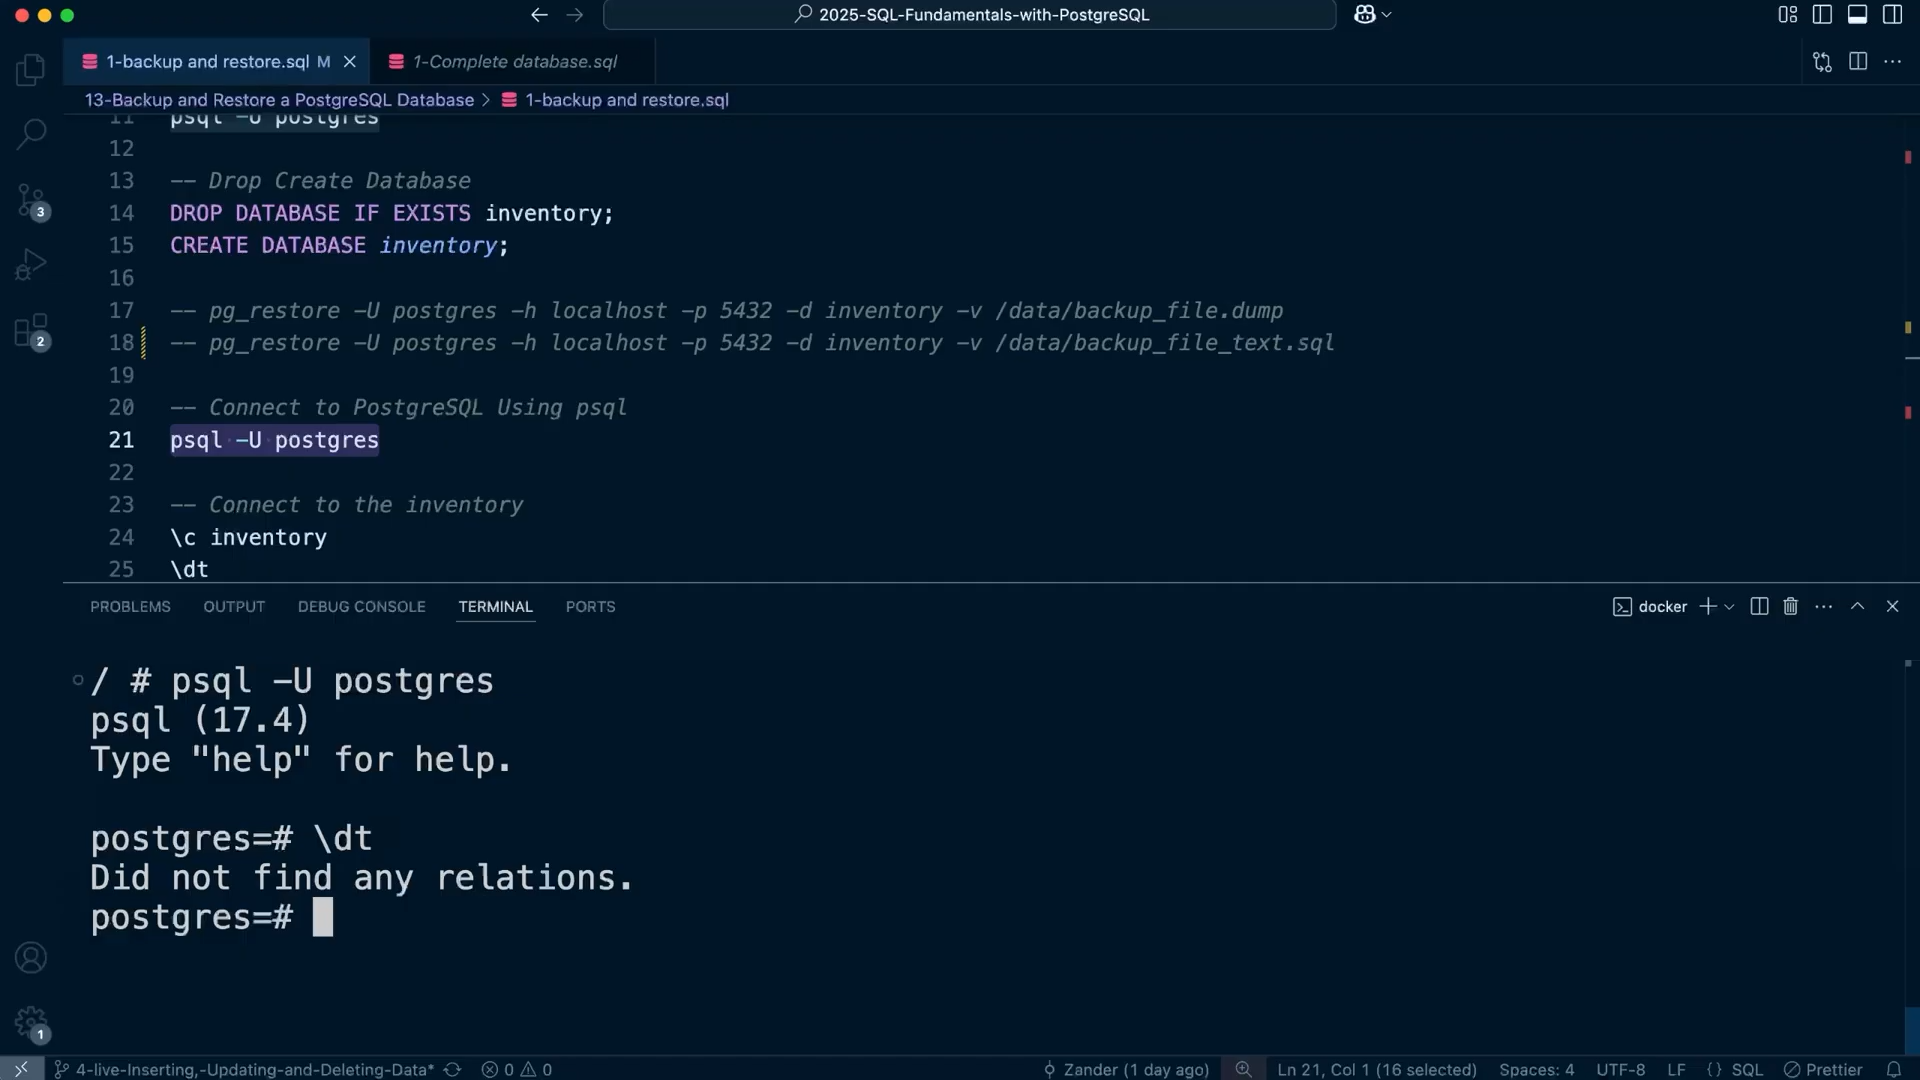 2025-SQL-Fundamentals-with-PostgreSQL
1-backup and restore.sql M
1-Complete database.sql
13-Backup and Restore a PostgreSQL Database > 1-backup and restore.sql
11 psql -U postgres
12
13 -- Drop Create Database
14 DROP DATABASE IF EXISTS inventory;
15 CREATE DATABASE inventory;
16
17 -- pg_restore -U postgres -h localhost -p 5432 -d inventory -v /data/backup_file.dump
18 -- pg_restore -U postgres -h localhost -p 5432 -d inventory -v /data/backup_file_text.sql
19
20 -- Connect to PostgreSQL Using psql
21 psql -U postgres
22
23 -- Connect to the inventory
24 \c inventory
25 \dt
3
2
PROBLEMS OUTPUT DEBUG CONSOLE TERMINAL PORTS
docker
/ # psql -U postgres
psql (17.4)
Type "help" for help.
postgres=# \dt
Did not find any relations.
postgres=#
1
4-live-Inserting,-Updating-and-Deleting-Data* 0 0 Zander (1 day ago) Ln 21, Col 1 (16 selected) Spaces: 4 UTF-8 LF {} SQL Prettier